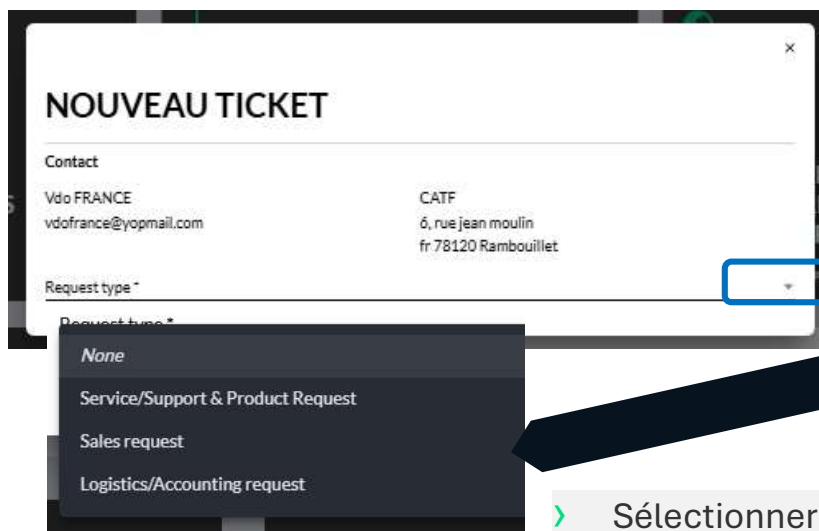 ×
NOUVEAU TICKET
Contact
Vdo FRANCE
CATF
vdofrance@yopmail.com
6, rue jean moulin
fr 78120 Rambouillet
Request type *
Request type *
None
Service/Support & Product Request
Sales request
Logistics/Accounting request
› Sélectionner